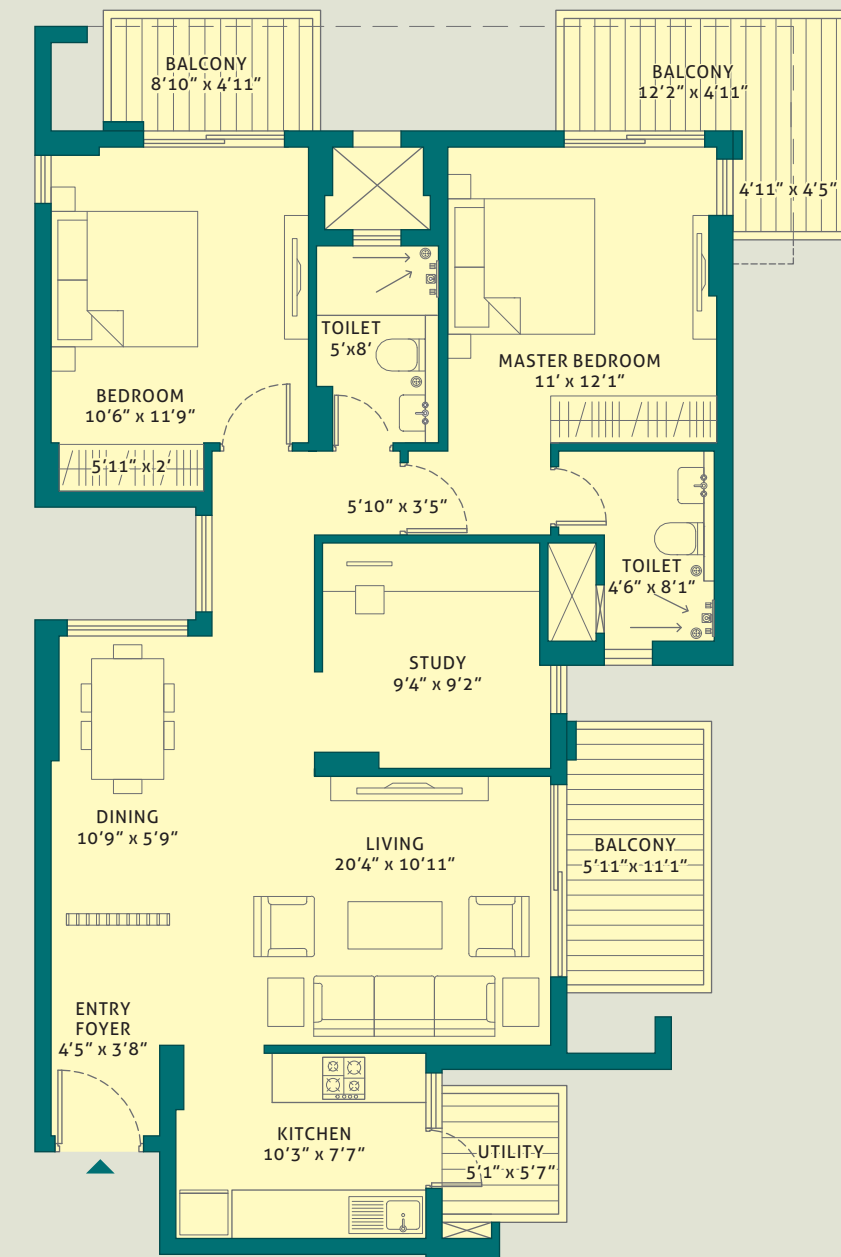 BALCONY
8'10" x 4'11"
BALCONY
12'2" x 4'11"
4'11" x 4'5"
TOILET
5'x8'
MASTER BEDROOM
11' x 12'1"
BEDROOM
10'6" x 11'9"
5'11" x 2'
5'10" x 3'5"
TOILET
4'6" x 8'1"
STUDY
9'4" x 9'2"
DINING
10'9" x 5'9"
LIVING
20'4" x 10'11"
BALCONY
5'11"x 11'1"
ENTRY
FOYER
4'5" x 3'8"
KITCHEN
10'3" x 7'7"
UTILITY
5'1" x 5'7"